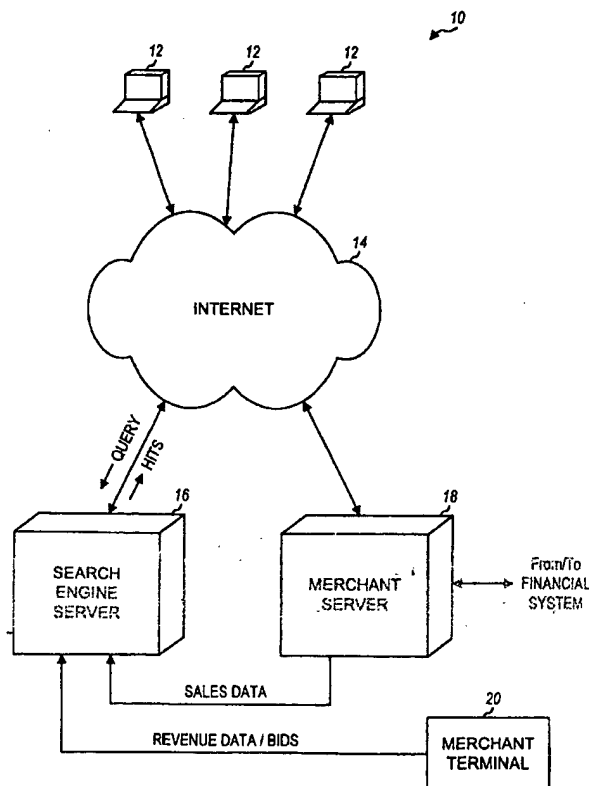 10
12 12 12
14
INTERNET
QUERY
HITS
16
18
SEARCH
ENGINE
SERVER
MERCHANT
SERVER
From/To
FINANCIAL
SYSTEM
SALES DATA
20
REVENUE DATA / BIDS
MERCHANT
TERMINAL